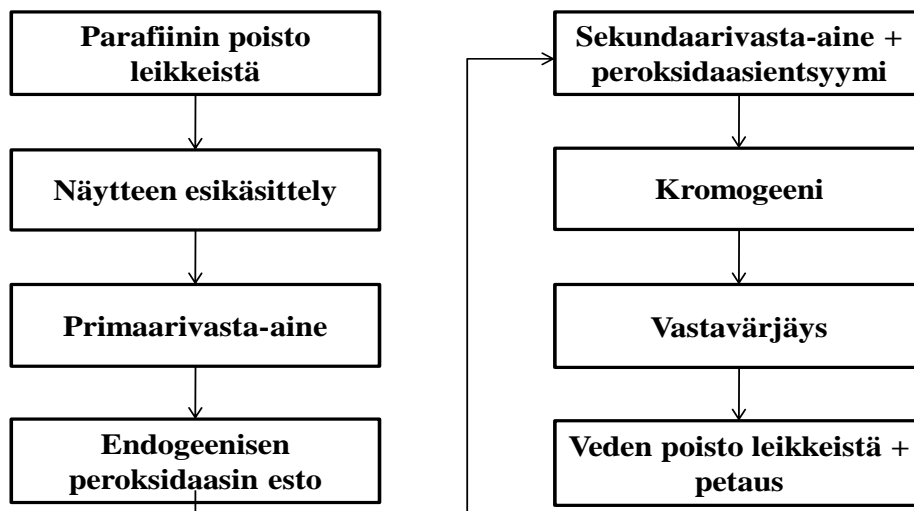 Parafiinin poisto
leikkeistä
Näytteen esikäsittely
Primaarivasta-aine
Endogeenisen
peroksidaasin esto
Sekundaarivasta-aine +
peroksidaasientsyymi
Kromogeeni
Vastavärjäys
Veden poisto leikkeistä +
petaus